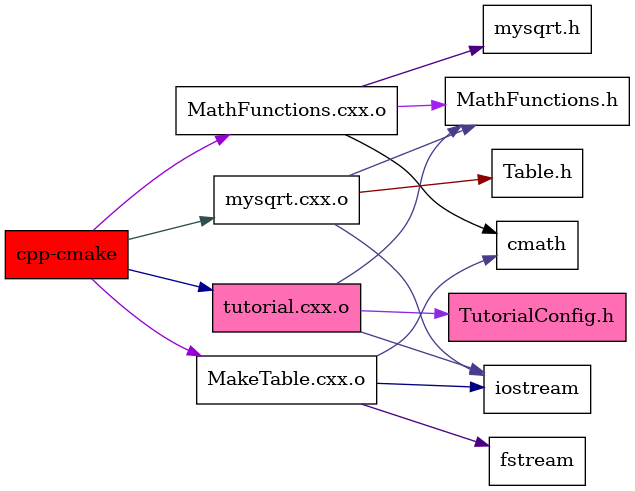 mysqrt.h
MathFunctions.h
MathFunctions.cxx.o
Table.h
mysqrt.cxx.o
cmath
cpp-cmake
tutorial.cxx.o
TutorialConfig.h
MakeTable.cxx.o
iostream
fstream